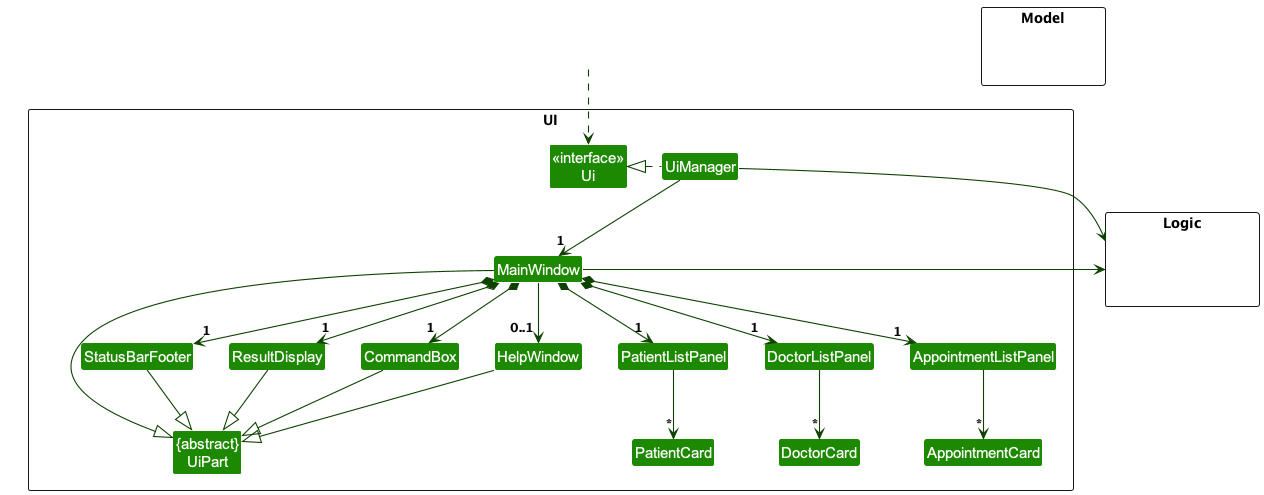 Model
UI
«interface»
Ui
UiManager
Logic
1
MainWindow
1
1
1
0..1
1
1
1
StatusBarFooter
ResultDisplay
CommandBox
HelpWindow
PatientListPanel
DoctorListPanel
AppointmentListPanel
*
*
*
{abstract}
UiPart
PatientCard
DoctorCard
AppointmentCard